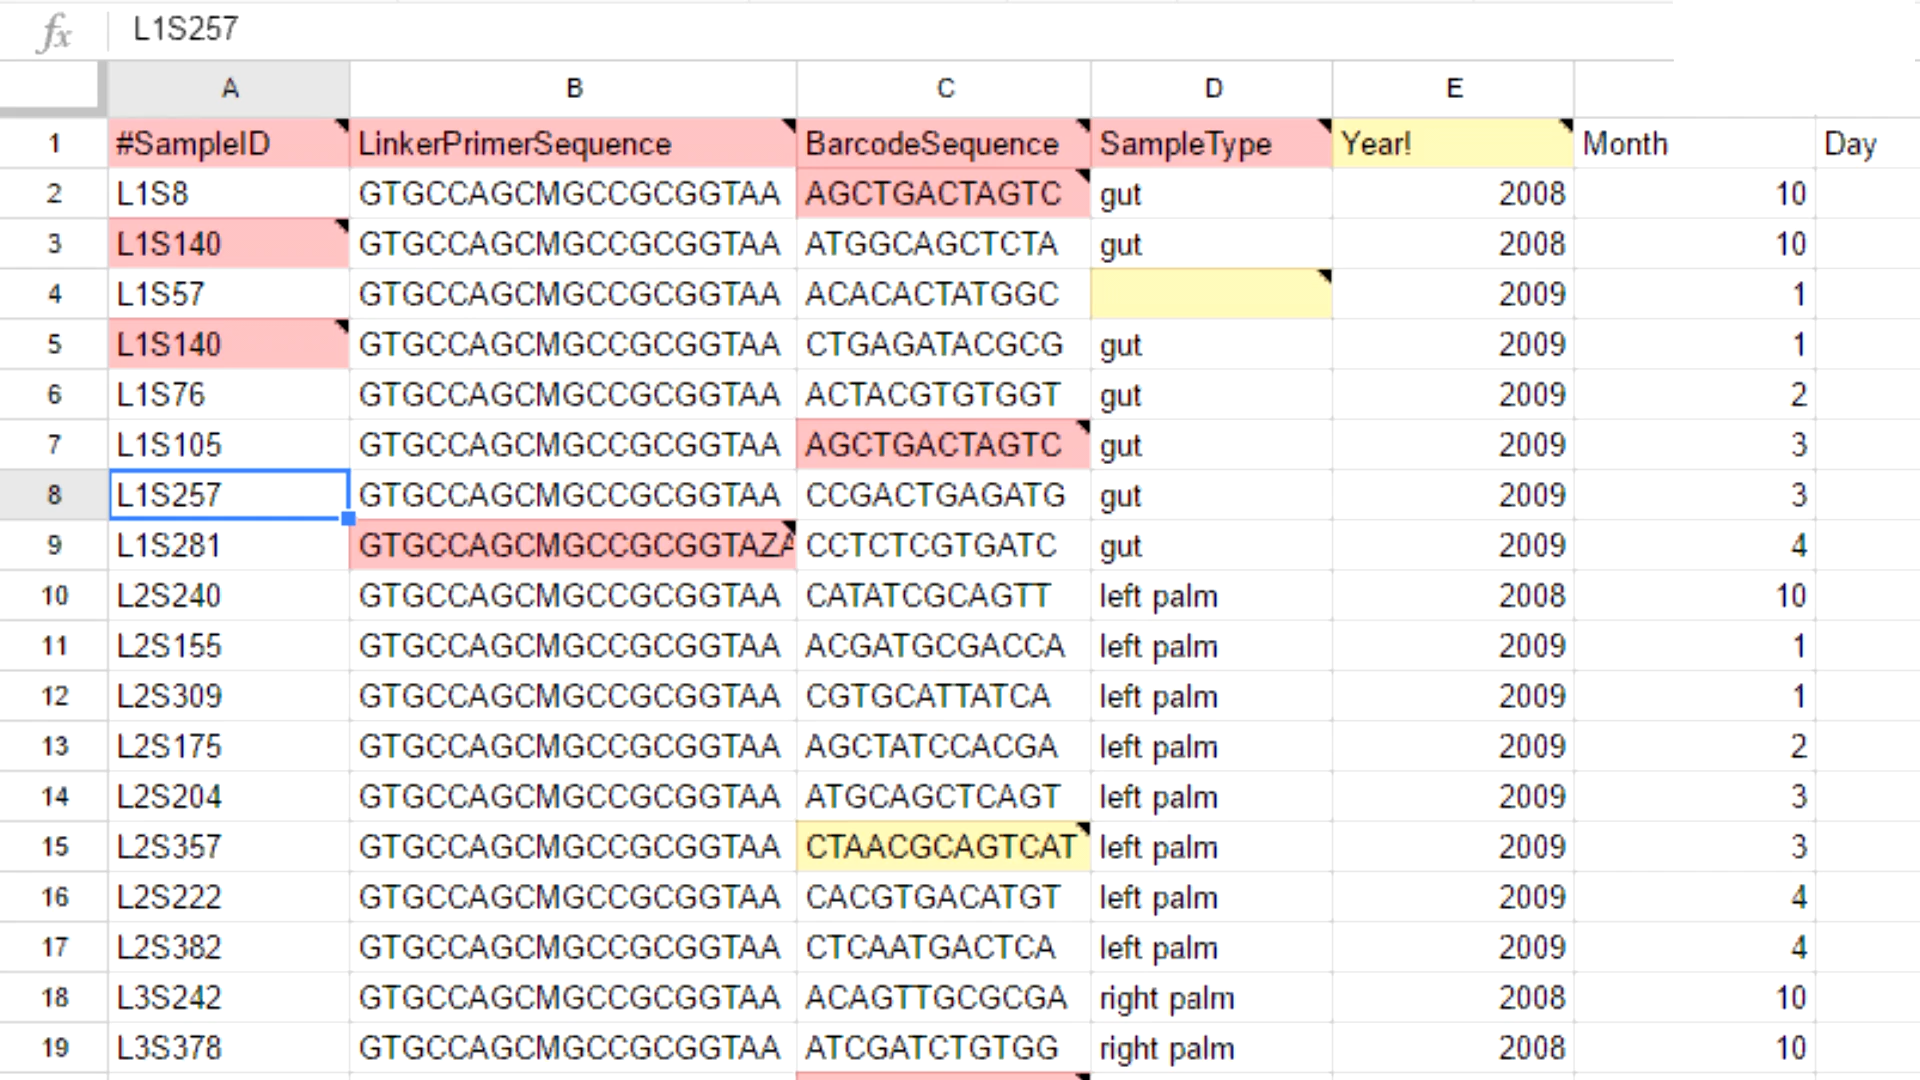 fx L1S257
A B C D E
1 #SampleID LinkerPrimerSequence BarcodeSequence SampleType Year! Month Day
2 L1S8 GTGCCAGCMGCCGCGGTAA AGCTGACTAGTC gut 2008 10
3 L1S140 GTGCCAGCMGCCGCGGTAA ATGGCAGCTCTA gut 2008 10
4 L1S57 GTGCCAGCMGCCGCGGTAA ACACACTATGGC 2009 1
5 L1S140 GTGCCAGCMGCCGCGGTAA CTGAGATACGCG gut 2009 1
6 L1S76 GTGCCAGCMGCCGCGGTAA ACTACGTGTGGT gut 2009 2
7 L1S105 GTGCCAGCMGCCGCGGTAA AGCTGACTAGTC gut 2009 3
8 L1S257 GTGCCAGCMGCCGCGGTAA CCGACTGAGATG gut 2009 3
9 L1S281 GTGCCAGCMGCCGCGGTAZA CCTCTCGTGATC gut 2009 4
10 L2S240 GTGCCAGCMGCCGCGGTAA CATATCGCAGTT left palm 2008 10
11 L2S155 GTGCCAGCMGCCGCGGTAA ACGATGCGACCA left palm 2009 1
12 L2S309 GTGCCAGCMGCCGCGGTAA CGTGCATTATCA left palm 2009 1
13 L2S175 GTGCCAGCMGCCGCGGTAA AGCTATCCACGA left palm 2009 2
14 L2S204 GTGCCAGCMGCCGCGGTAA ATGCAGCTCAGT left palm 2009 3
15 L2S357 GTGCCAGCMGCCGCGGTAA CTAACGCAGTCAT left palm 2009 3
16 L2S222 GTGCCAGCMGCCGCGGTAA CACGTGACATGT left palm 2009 4
17 L2S382 GTGCCAGCMGCCGCGGTAA CTCAATGACTCA left palm 2009 4
18 L3S242 GTGCCAGCMGCCGCGGTAA ACAGTTGCGCGA right palm 2008 10
19 L3S378 GTGCCAGCMGCCGCGGTAA ATCGATCTGTGG right palm 2008 10